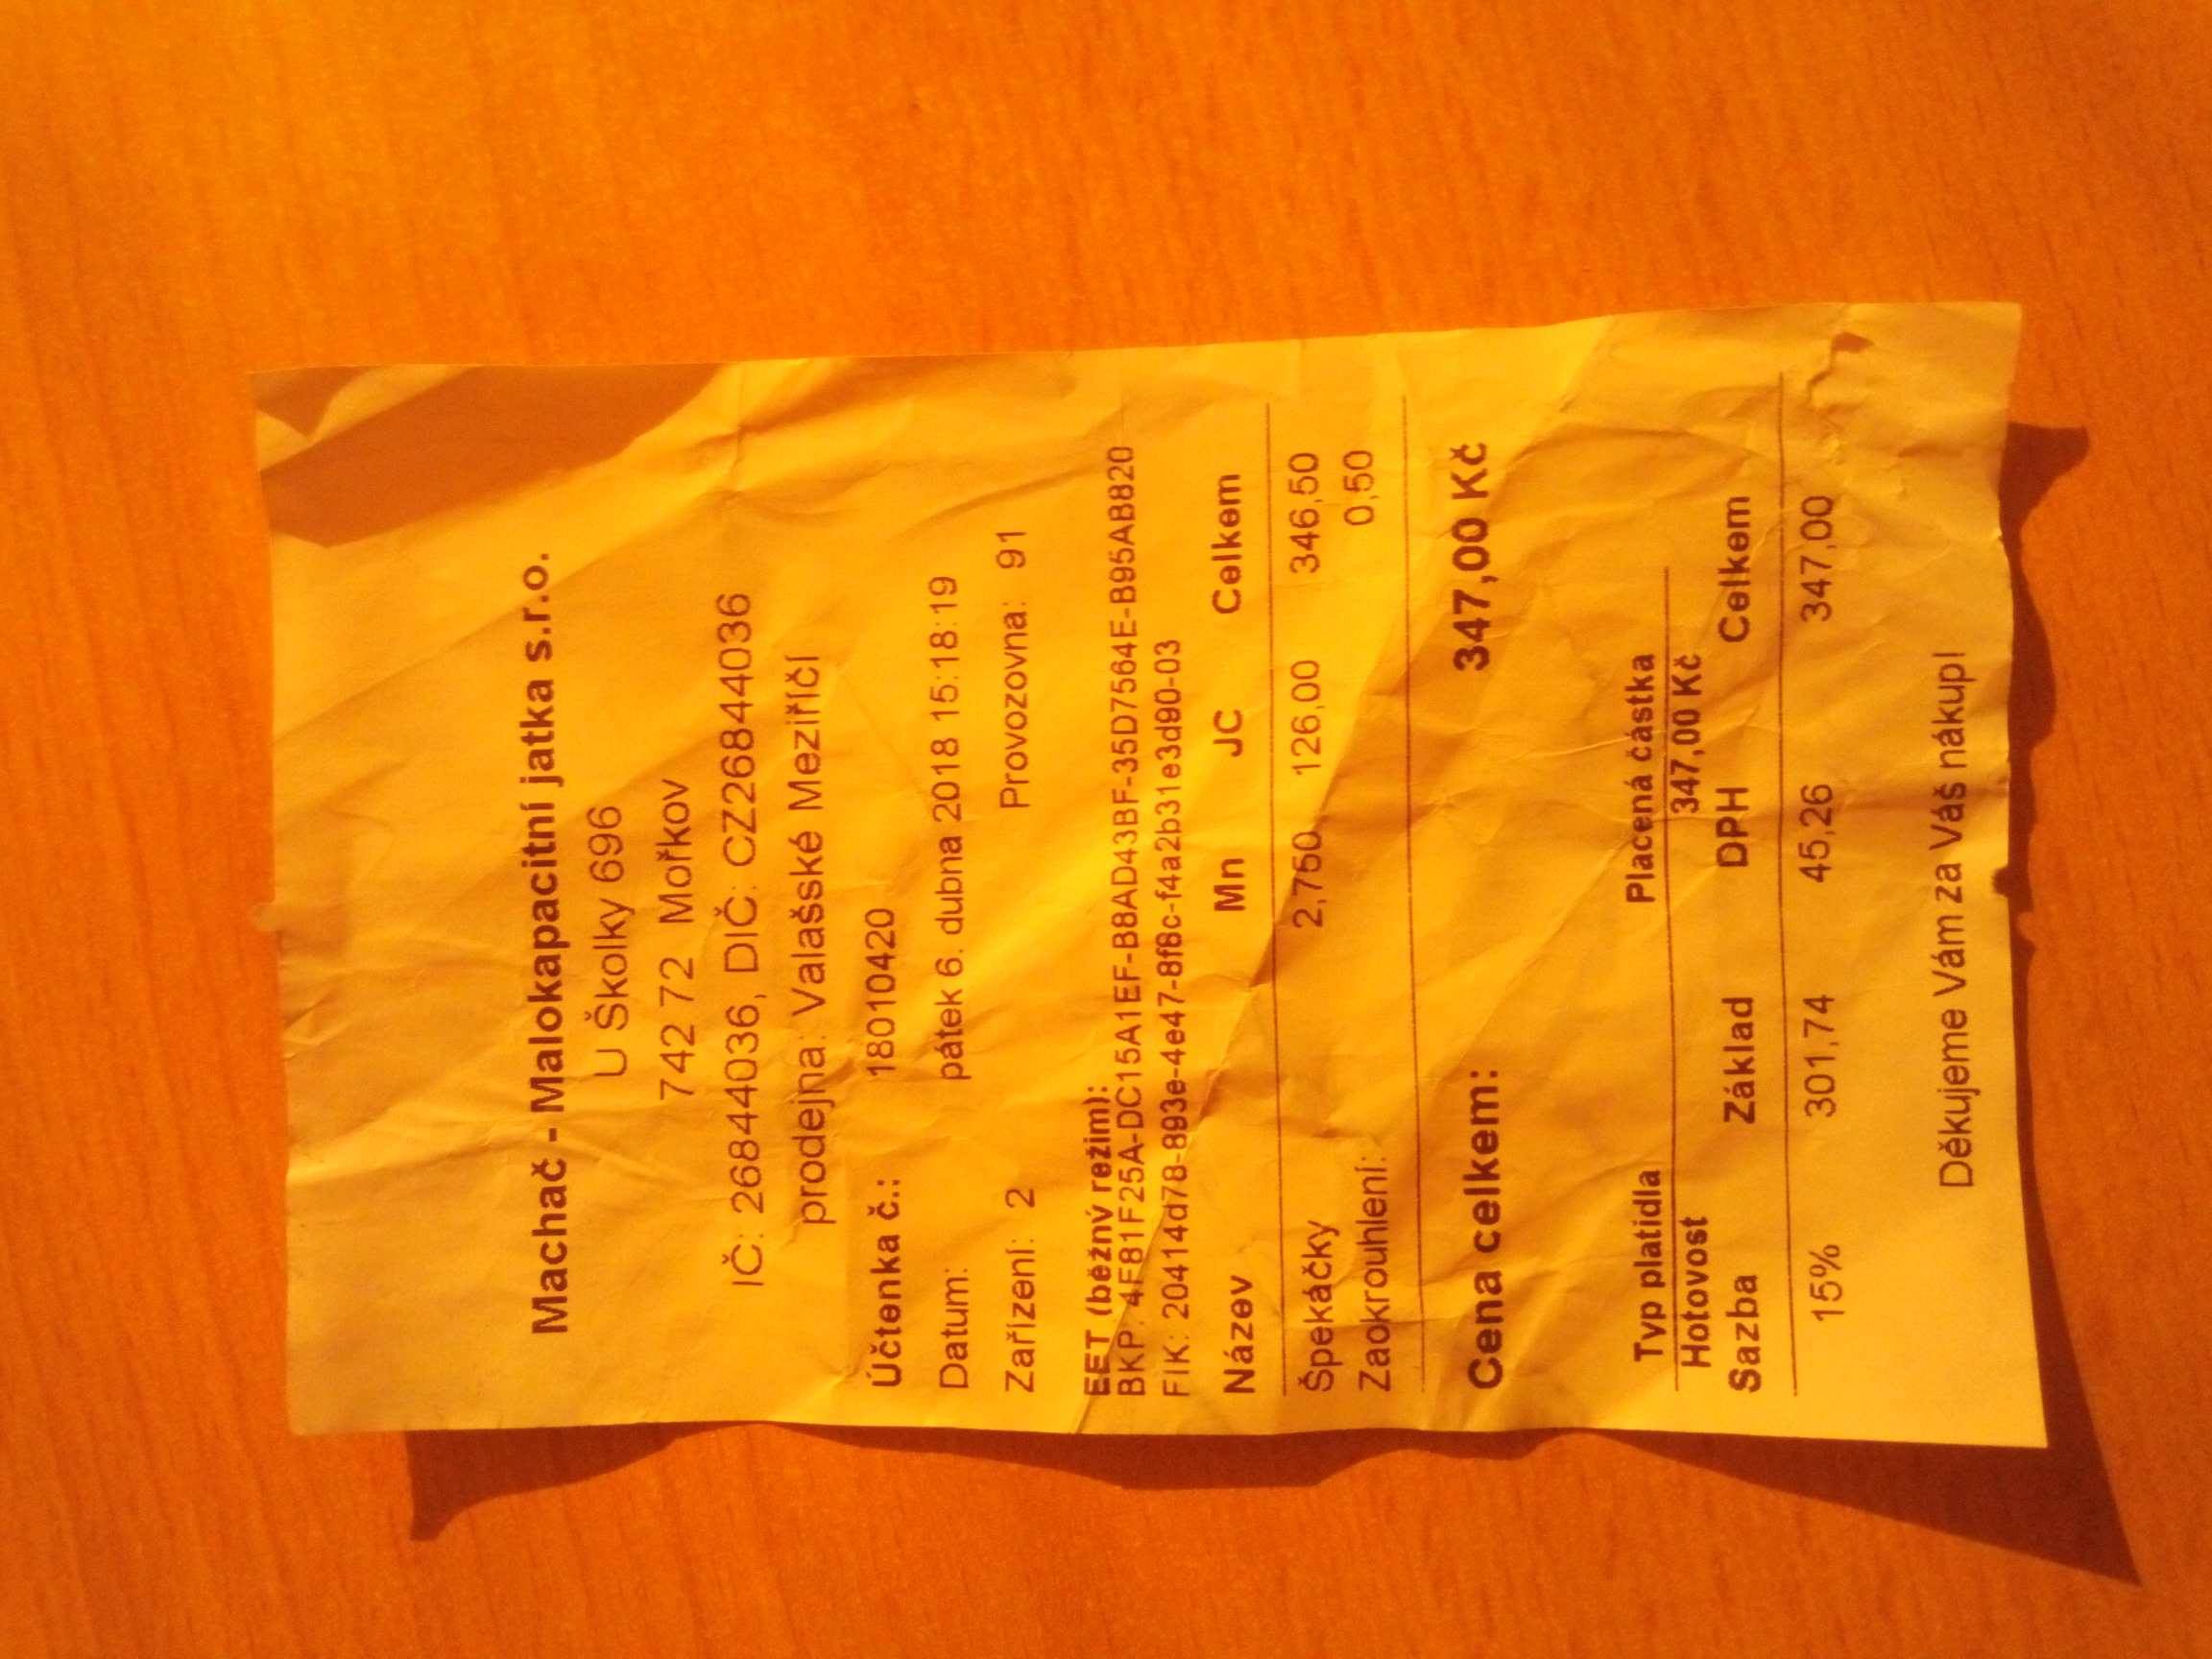 Machač - Malokapacitní jatka s.r.o.
U Školky 696
742 72 Mořkov
IČ: 26844036, DIČ: CZ26844036
prodejna: Valašské Meziříčí
Účtenka č.: 18010420
Datum: pátek 6. dubna 2018 15:18:19
Zařízení: 2 Provozovna: 91
EET (běžný režim):
BKP: 4F81F25A-DC15A1EF-B8AD43BF-35D7564E-B95AB820
FIK: 20414d78-893e-4e47-8f8c-f4a2b31e3d90-03
Název Mn JC Celkem
Špekáčky 2,750 126,00 346,50
Zaokrouhlení: 0,50
Cena celkem: 347,00 Kč
Typ platidla Placená částka
Hotovost 347,00 Kč
Sazba Základ DPH Celkem
15% 301,74 45,26 347,00
Děkujeme Vám za Váš nákup!